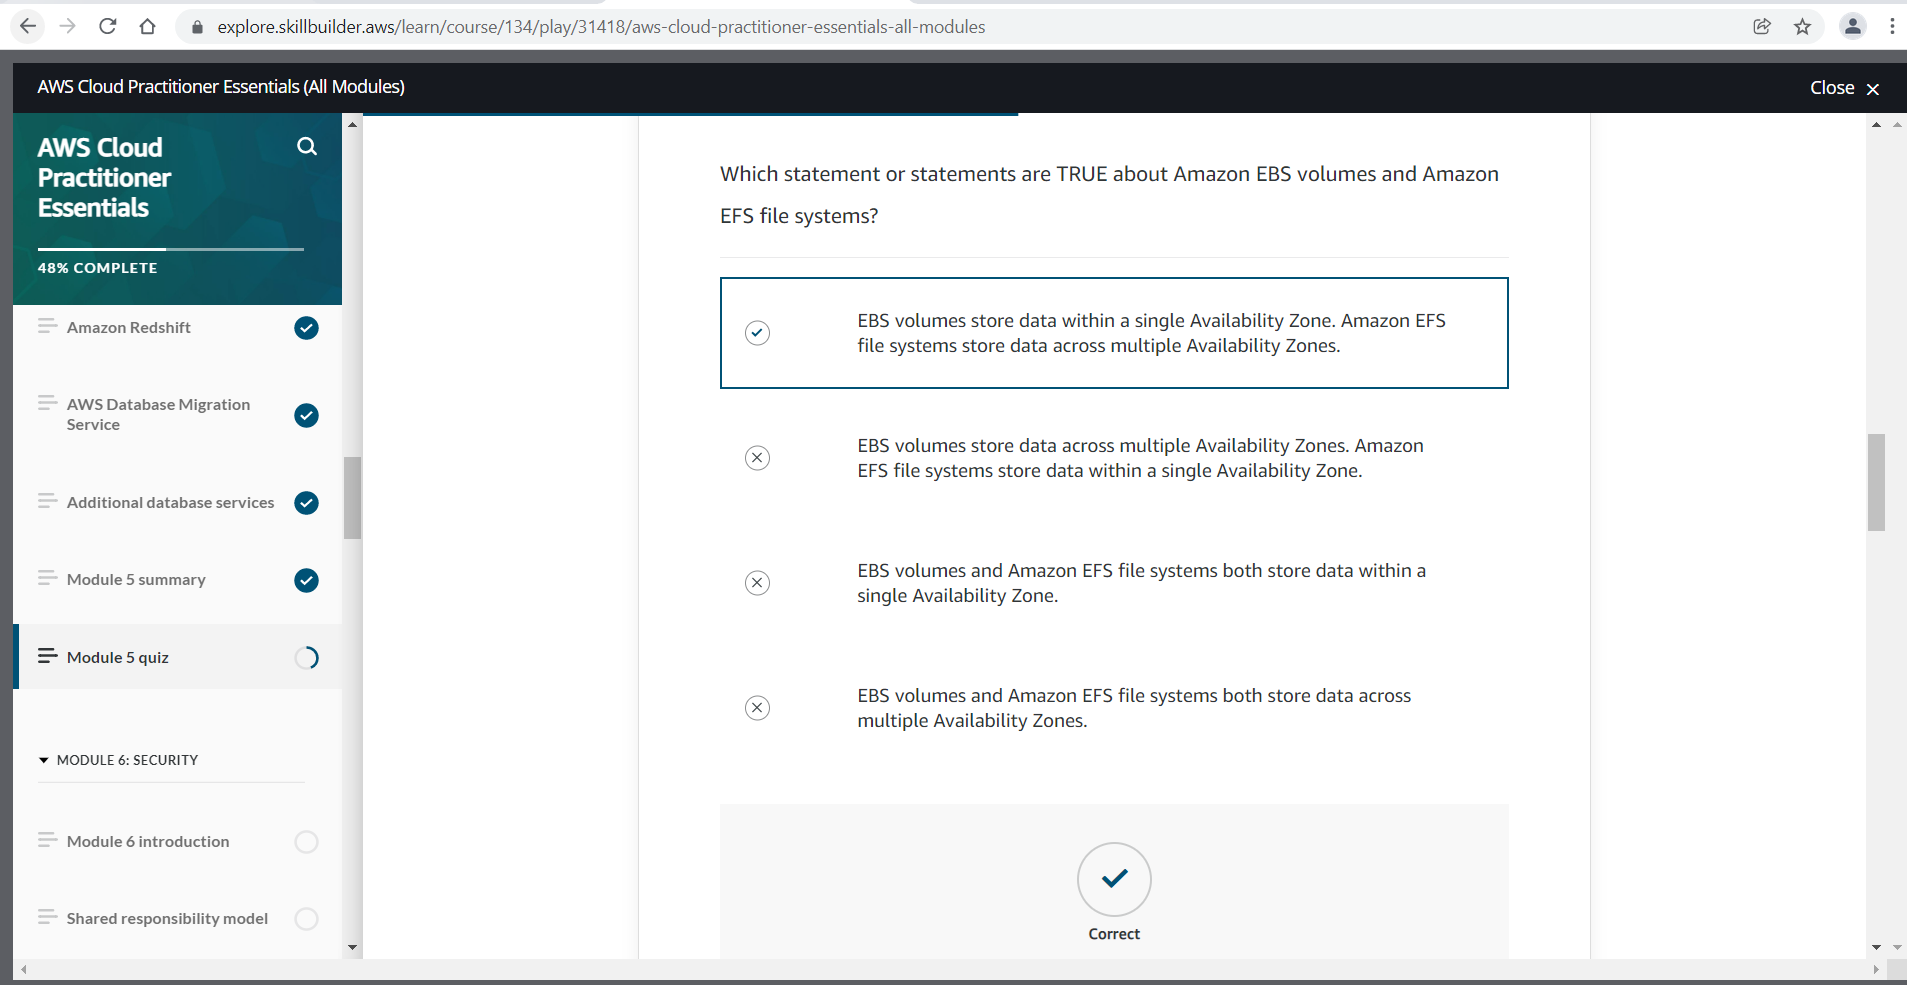 explore.skillbuilder.aws/learn/course/134/play/31418/aws-cloud-practitioner-essentials-all-modules
AWS Cloud Practitioner Essentials (All Modules)
Close
AWS Cloud
Practitioner
Essentials
48% COMPLETE
Amazon Redshift
AWS Database Migration
Service
Additional database services
Module 5 summary
Module 5 quiz
MODULE 6: SECURITY
Module 6 introduction
Shared responsibility model
Which statement or statements are TRUE about Amazon EBS volumes and Amazon
EFS file systems?
EBS volumes store data within a single Availability Zone. Amazon EFS
file systems store data across multiple Availability Zones.
EBS volumes store data across multiple Availability Zones. Amazon
EFS file systems store data within a single Availability Zone.
EBS volumes and Amazon EFS file systems both store data within a
single Availability Zone.
EBS volumes and Amazon EFS file systems both store data across
multiple Availability Zones.
Correct